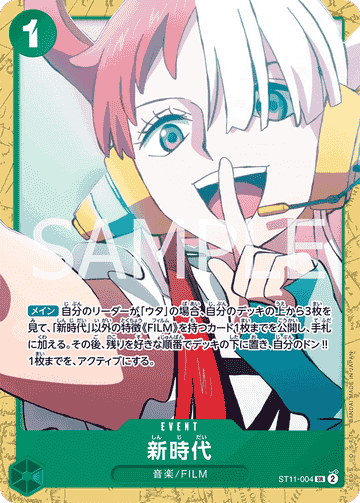 1
SAMPLE
メイン 自分のリーダーが「ウタ」の場合、自分のデッキの上から3枚を
見て、「新時代」以外の特徴《FILM》を持つカード1枚までを公開し、手札
に加える。その後、残りを好きな順番でデッキの下に置き、自分のドン!!
1枚までを、アクティブにする。
EVENT
新時代
音楽/FILM
ST11-004 SR 2